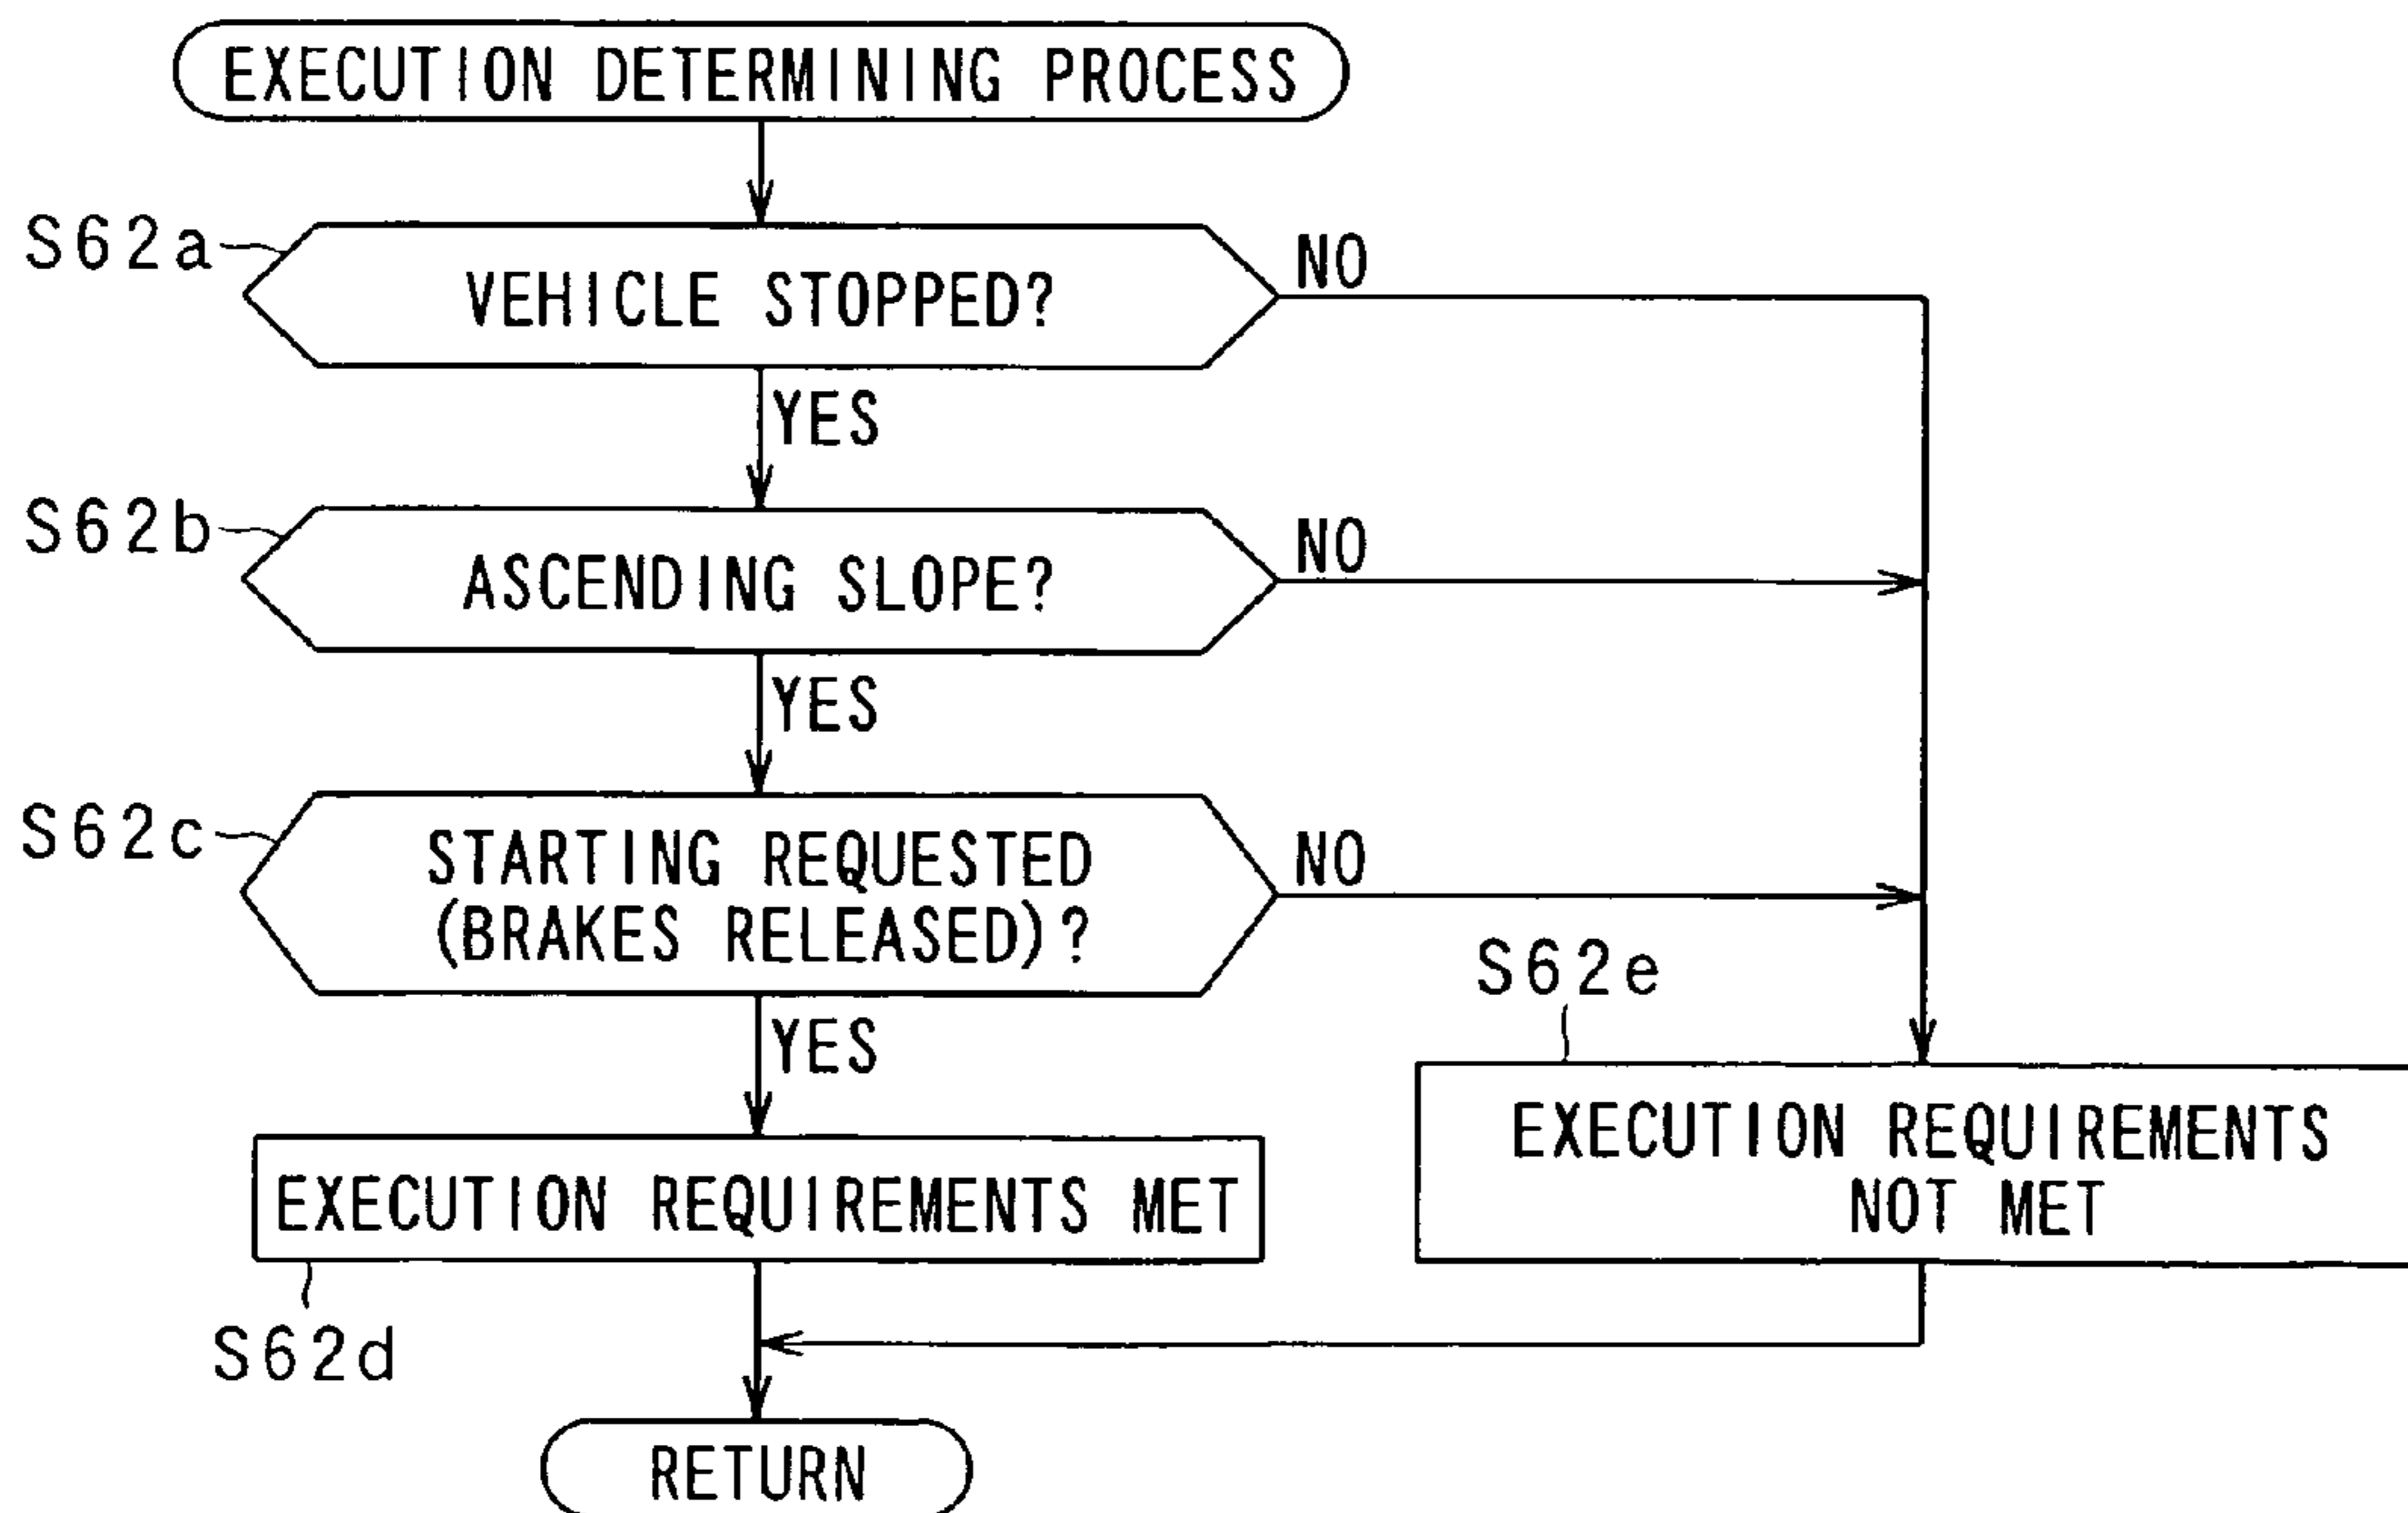 EXECUTION DETERMINING PROCESS
S62a
VEHICLE STOPPED?
NO
YES
S62b
ASCENDING SLOPE?
NO
YES
S62c
STARTING REQUESTED
(BRAKES RELEASED)?
NO
YES
S62e
EXECUTION REQUIREMENTS
NOT MET
EXECUTION REQUIREMENTS MET
S62d
RETURN